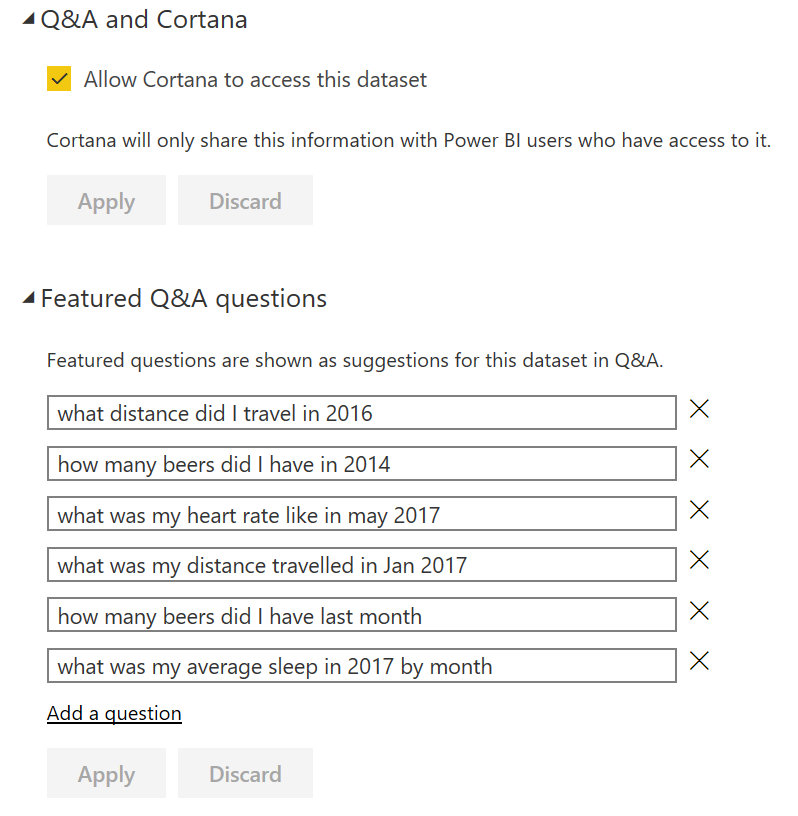 Q&A and Cortana
Allow Cortana to access this dataset
Cortana will only share this information with Power BI users who have access to it.
Apply Discard
Featured Q&A questions
Featured questions are shown as suggestions for this dataset in Q&A.
what distance did I travel in 2016
how many beers did I have in 2014
what was my heart rate like in may 2017
what was my distance travelled in Jan 2017
how many beers did I have last month
what was my average sleep in 2017 by month
Add a question
Apply Discard